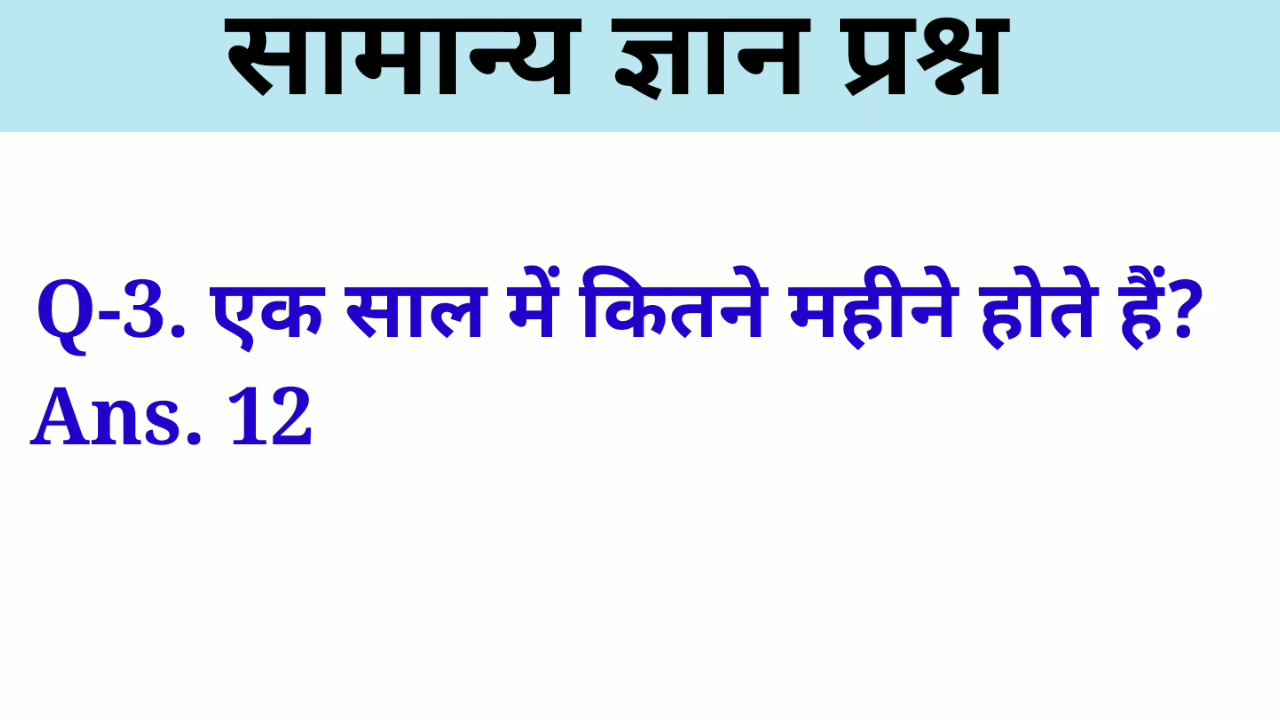 सामान्य ज्ञान प्रश्न
Q-3. एक साल में कितने महीने होते हैं?
Ans. 12